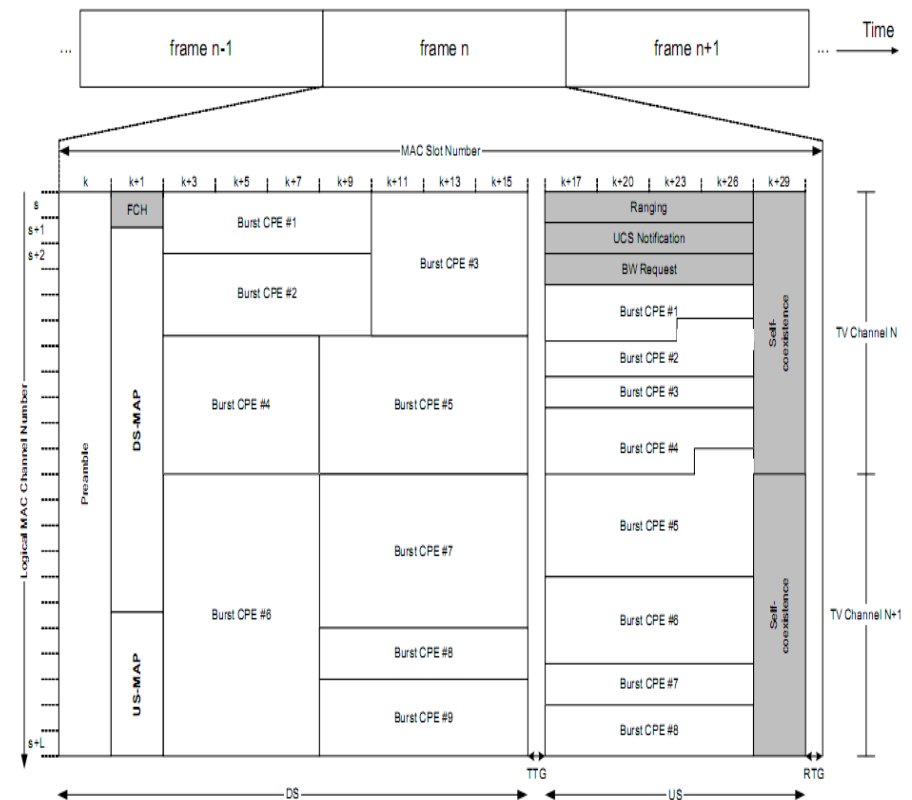 Time
... frame n-1 frame n frame n+1 ...
MAC Slot Number
k k+1 k+3 k+5 k+7 k+9 k+11 k+13 k+15 k+17 k+20 k+23 k+26 k+29
s
s+1
s+2
s+L
Logical MAC Channel Number
Preamble
FCH
DS-MAP
US-MAP
Burst CPE #1
Burst CPE #2
Burst CPE #3
Burst CPE #4
Burst CPE #5
Burst CPE #6
Burst CPE #7
Burst CPE #8
Burst CPE #9
Ranging
UCS Notification
BW Request
Burst CPE #1
Burst CPE #2
Burst CPE #3
Burst CPE #4
Burst CPE #5
Burst CPE #6
Burst CPE #7
Burst CPE #8
Self-
coexistence
Self-
coexistence
TV Channel N
TV Channel N+1
TTG
RTG
DS
US